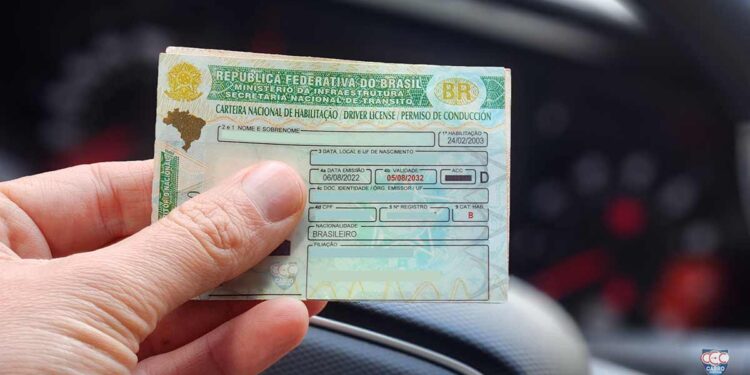 REPÚBLICA FEDERATIVA DO BRASIL
MINISTÉRIO DA INFRAESTRUTURA
SECRETARIA NACIONAL DE TRÂNSITO
BR
CARTEIRA NACIONAL DE HABILITAÇÃO / DRIVER LICENSE / PERMISO DE CONDUCCIÓN
2 e 1 NOME E SOBRENOME
1ª HABILITAÇÃO
24/02/2003
3 DATA, LOCAL E UF DE NASCIMENTO
4a DATA EMISSÃO
06/08/2022
4b VALIDADE
05/08/2032
ACC
D
4c DOC. IDENTIDADE / ÓRG. EMISSOR / UF
4d CPF
5 Nº REGISTRO
9 CAT. HAB.
B
NACIONALIDADE
BRASILEIRO
FILIAÇÃO
CCC
CARRO